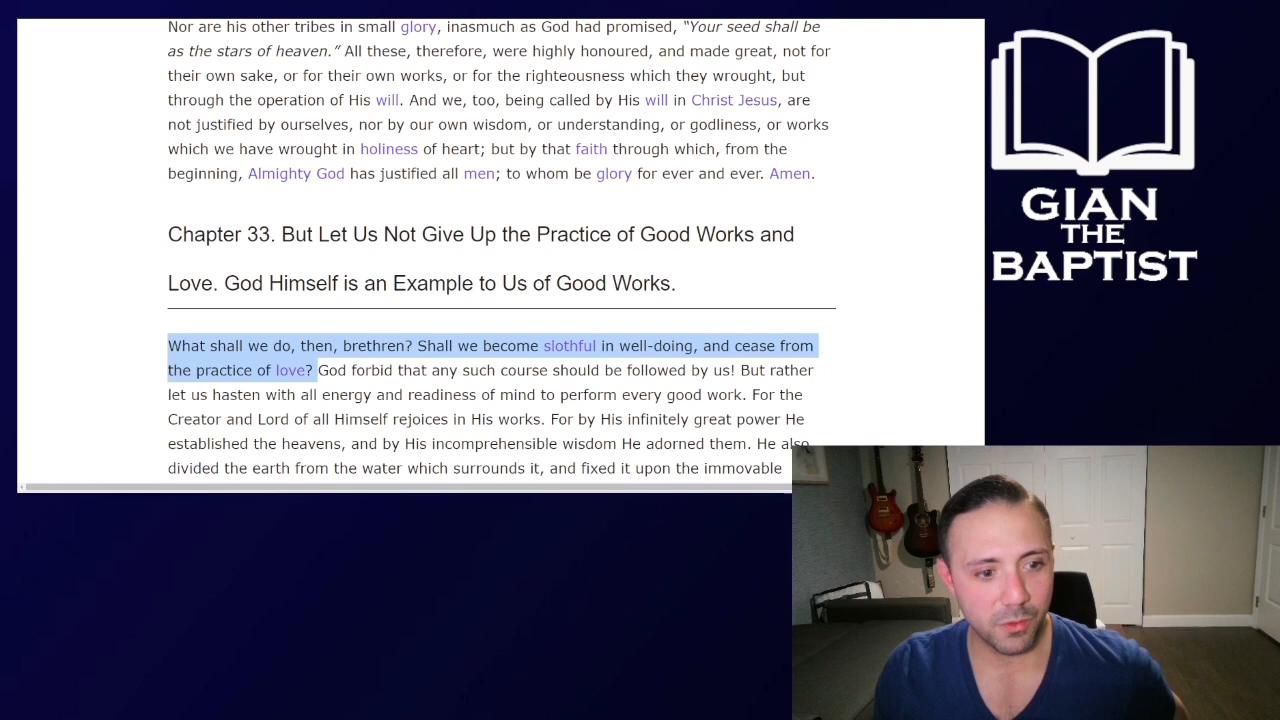 Nor are his other tribes in small glory, inasmuch as God had promised, “Your seed shall be
as the stars of heaven.” All these, therefore, were highly honoured, and made great, not for
their own sake, or for their own works, or for the righteousness which they wrought, but
through the operation of His will. And we, too, being called by His will in Christ Jesus, are
not justified by ourselves, nor by our own wisdom, or understanding, or godliness, or works
which we have wrought in holiness of heart; but by that faith through which, from the
beginning, Almighty God has justified all men; to whom be glory for ever and ever. Amen.
Chapter 33. But Let Us Not Give Up the Practice of Good Works and
Love. God Himself is an Example to Us of Good Works.
What shall we do, then, brethren? Shall we become slothful in well-doing, and cease from
the practice of love? God forbid that any such course should be followed by us! But rather
let us hasten with all energy and readiness of mind to perform every good work. For the
Creator and Lord of all Himself rejoices in His works. For by His infinitely great power He
established the heavens, and by His incomprehensible wisdom He adorned them. He also
divided the earth from the water which surrounds it, and fixed it upon the immovable
GIAN
THE
BAPTIST